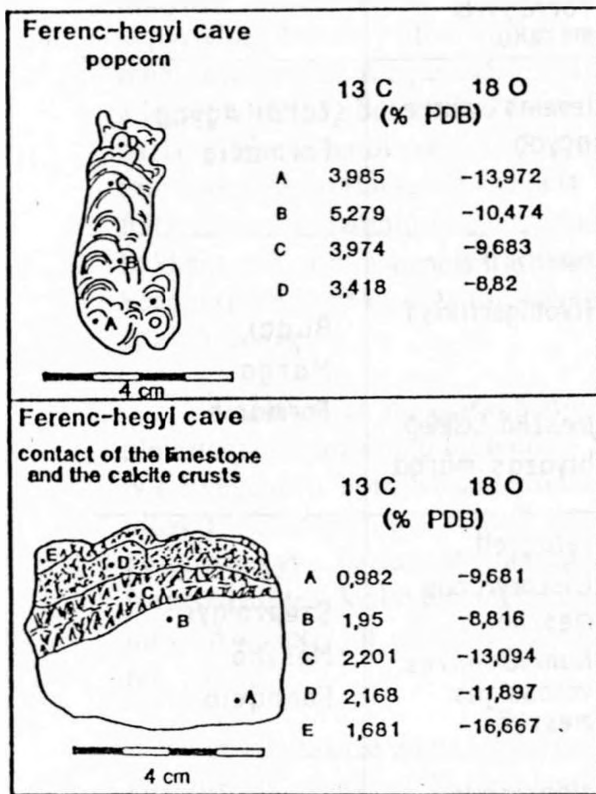 Ferenc-hegyl cave
popcorn
13 C 18 O
(% PDB)
A 3,985 -13,972
B 5,279 -10,474
C 3,974 -9,683
D 3,418 -8,82
B
A
4 cm
Ferenc-hegyl cave
contact of the limestone
and the calcite crusts
13 C 18 O
(% PDB)
A 0,982 -9,681
B 1,95 -8,816
C 2,201 -13,094
D 2,168 -11,897
E 1,681 -16,667
E
D
C
B
A
4 cm